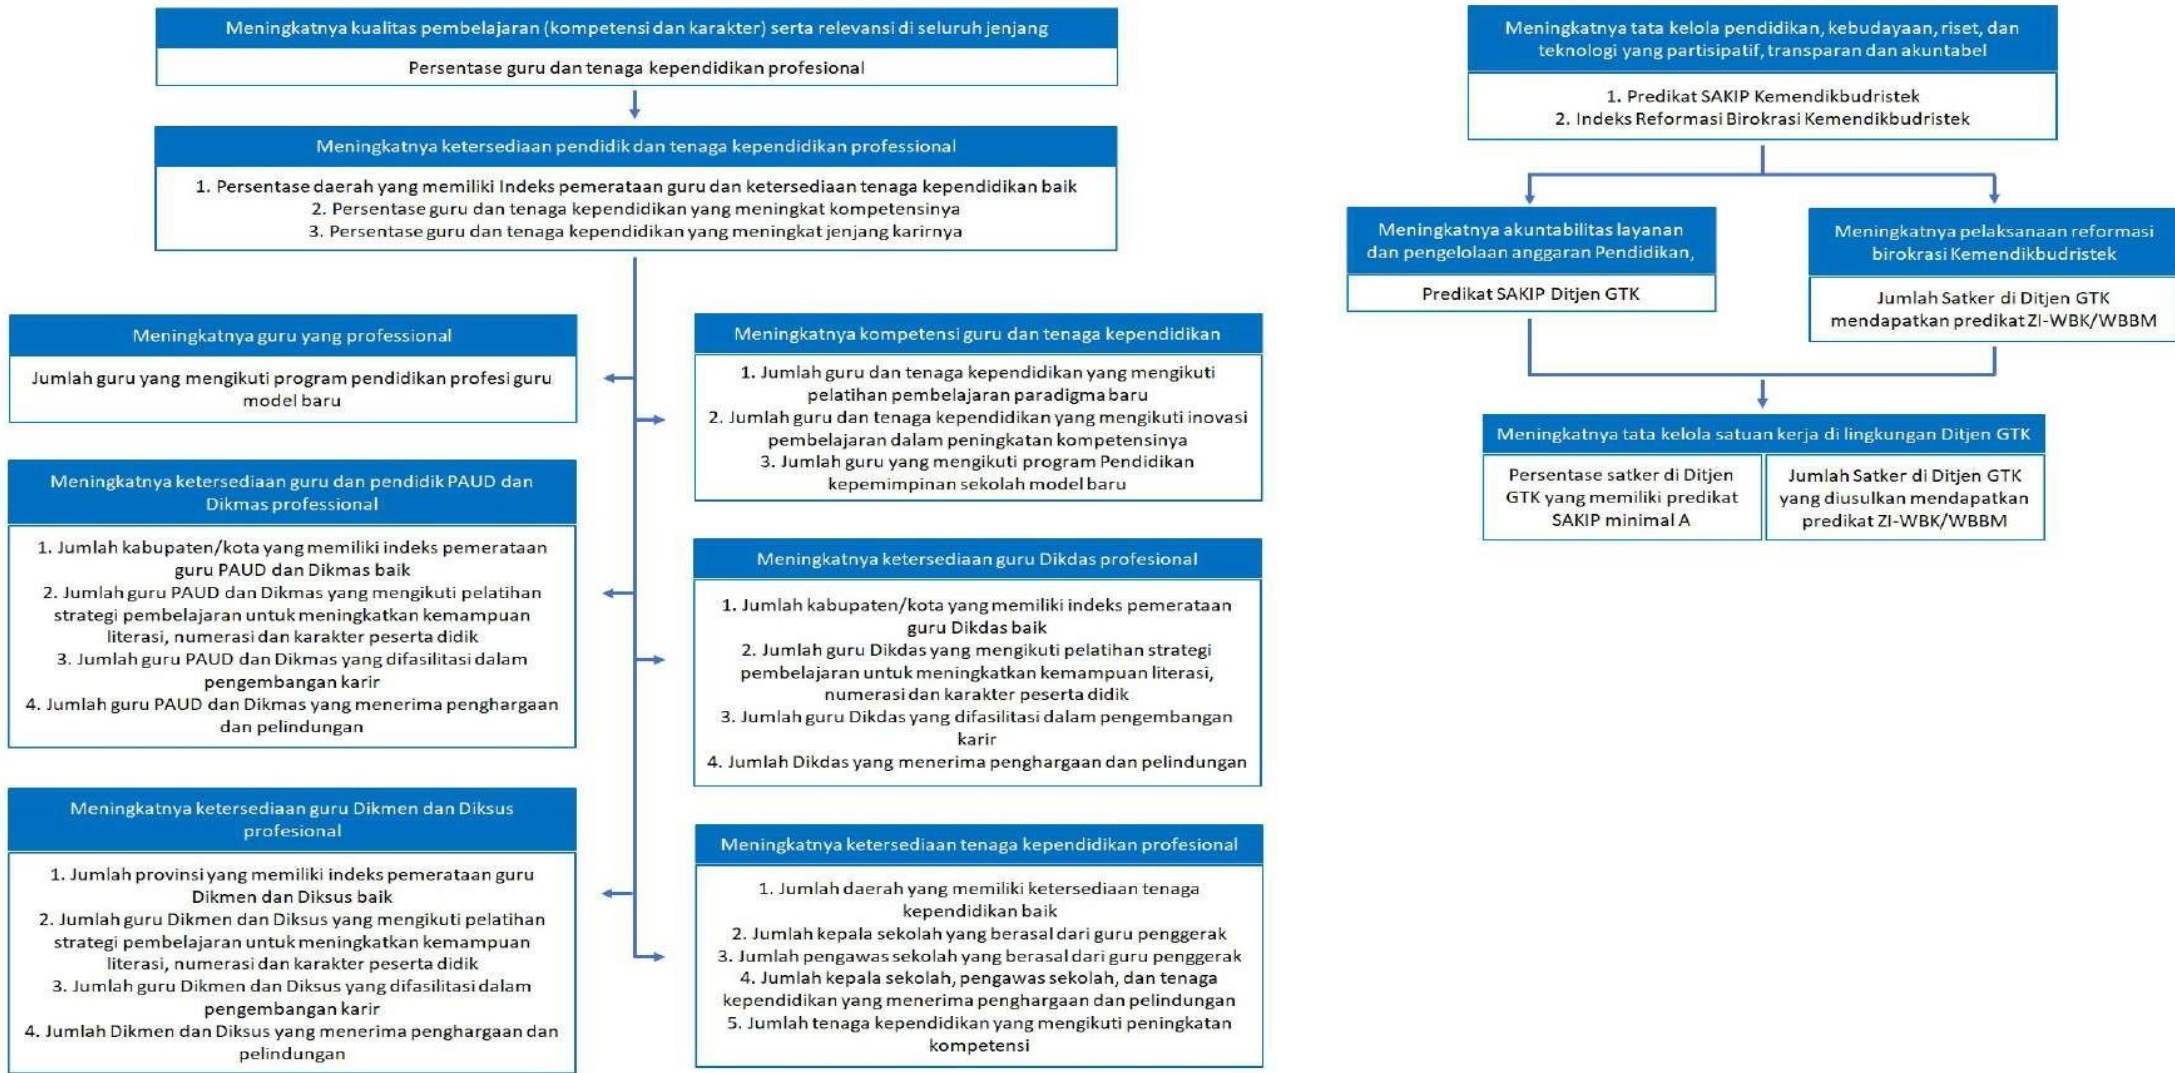 Meningkatnya kualitas pembelajaran (kompetensi dan karakter) serta relevansi di seluruh jenjang
Persentase guru dan tenaga kependidikan profesional
Meningkatnya ketersediaan pendidik dan tenaga kependidikan professional
1. Persentase daerah yang memiliki Indeks pemerataan guru dan ketersediaan tenaga kependidikan baik
2. Persentase guru dan tenaga kependidikan yang meningkat kompetensinya
3. Persentase guru dan tenaga kependidikan yang meningkat jenjang karirnya
Meningkatnya guru yang professional
Jumlah guru yang mengikuti program pendidikan profesi guru
model baru
Meningkatnya kompetensi guru dan tenaga kependidikan
1. Jumlah guru dan tenaga kependidikan yang mengikuti
pelatihan pembelajaran paradigma baru
2. Jumlah guru dan tenaga kependidikan yang mengikuti inovasi
pembelajaran dalam peningkatan kompetensinya
3. Jumlah guru yang mengikuti program Pendidikan
kepemimpinan sekolah model baru
Meningkatnya ketersediaan guru dan pendidik PAUD dan
Dikmas professional
1. Jumlah kabupaten/kota yang memiliki indeks pemerataan
guru PAUD dan Dikmas baik
2. Jumlah guru PAUD dan Dikmas yang mengikuti pelatihan
strategi pembelajaran untuk meningkatkan kemampuan
literasi, numerasi dan karakter peserta didik
3. Jumlah guru PAUD dan Dikmas yang difasilitasi dalam
pengembangan karir
4. Jumlah guru PAUD dan Dikmas yang menerima penghargaan
dan pelindungan
Meningkatnya ketersediaan guru Dikdas profesional
1. Jumlah kabupaten/kota yang memiliki indeks pemerataan
guru Dikdas baik
2. Jumlah guru Dikdas yang mengikuti pelatihan strategi
pembelajaran untuk meningkatkan kemampuan literasi,
numerasi dan karakter peserta didik
3. Jumlah guru Dikdas yang difasilitasi dalam pengembangan
karir
4. Jumlah Dikdas yang menerima penghargaan dan pelindungan
Meningkatnya ketersediaan guru Dikmen dan Diksus
profesional
1. Jumlah provinsi yang memiliki indeks pemerataan guru
Dikmen dan Diksus baik
2. Jumlah guru Dikmen dan Diksus yang mengikuti pelatihan
strategi pembelajaran untuk meningkatkan kemampuan
literasi, numerasi dan karakter peserta didik
3. Jumlah guru Dikmen dan Diksus yang difasilitasi dalam
pengembangan karir
4. Jumlah Dikmen dan Diksus yang menerima penghargaan dan
pelindungan
Meningkatnya ketersediaan tenaga kependidikan profesional
1. Jumlah daerah yang memiliki ketersediaan tenaga
kependidikan baik
2. Jumlah kepala sekolah yang berasal dari guru penggerak
3. Jumlah pengawas sekolah yang berasal dari guru penggerak
4. Jumlah kepala sekolah, pengawas sekolah, dan tenaga
kependidikan yang menerima penghargaan dan pelindungan
5. Jumlah tenaga kependidikan yang mengikuti peningkatan
kompetensi
Meningkatnya tata kelola pendidikan, kebudayaan, riset, dan
teknologi yang partisipatif, transparan dan akuntabel
1. Predikat SAKIP Kemendikbudristek
2. Indeks Reformasi Birokrasi Kemendikbudristek
Meningkatnya akuntabilitas layanan
dan pengelolaan anggaran Pendidikan,
Predikat SAKIP Ditjen GTK
Meningkatnya pelaksanaan reformasi
birokrasi Kemendikbudristek
Jumlah Satker di Ditjen GTK
mendapatkan predikat ZI-WBK/WBBM
Meningkatnya tata kelola satuan kerja di lingkungan Ditjen GTK
Persentase satker di Ditjen
GTK yang memiliki predikat
SAKIP minimal A
Jumlah Satker di Ditjen GTK
yang diusulkan mendapatkan
predikat ZI-WBK/WBBM